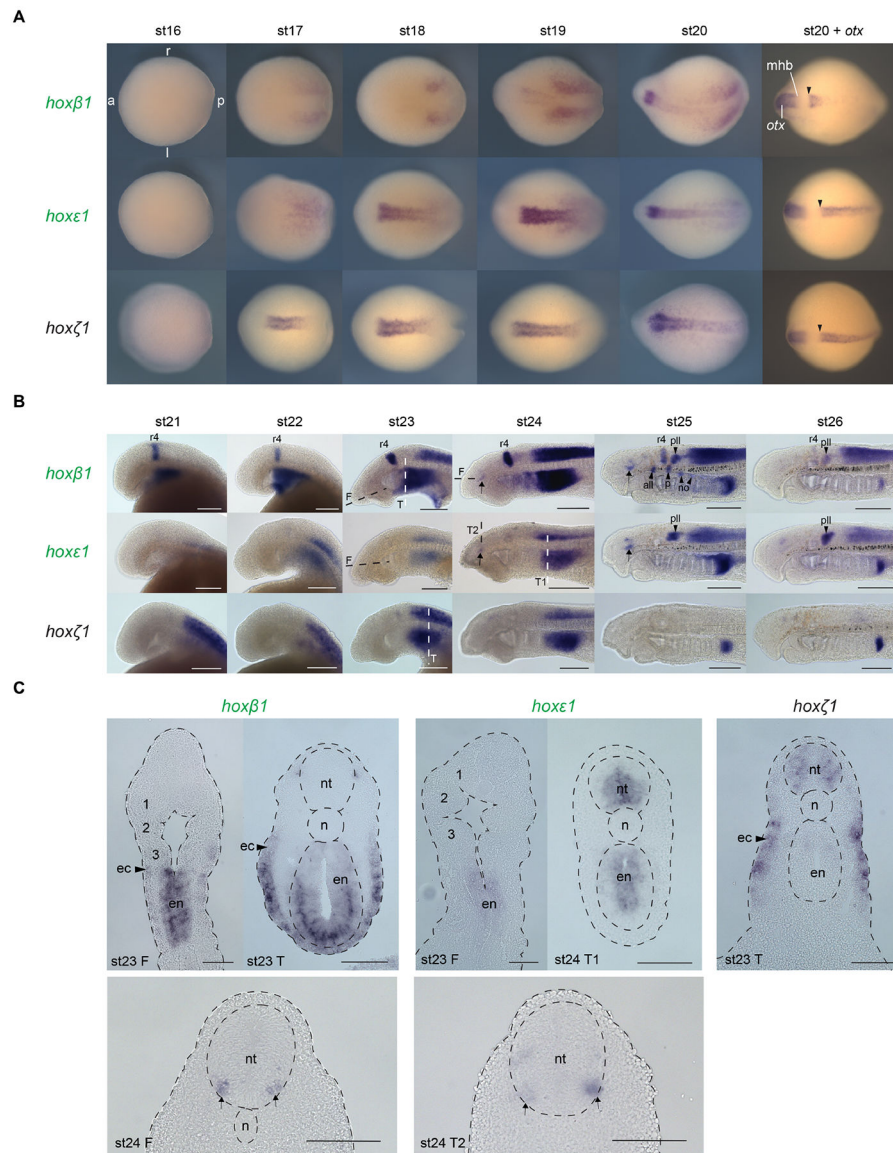 A
st16 st17 st18 st19 st20 st20 + otx
r
hoxβ1 a p mhb
otx
l
hoxε1
hoxζ1
B
st21 st22 st23 st24 st25 st26
r4 r4 r4 r4 r4 pll pll
hoxβ1 F F
T all p no
hoxε1 F T2 T1 pll pll
hoxζ1 T
C
hoxβ1 hoxε1 hoxζ1
1 nt 1 nt
2 2 nt n
3 n 3 n
ec ec ec
en en en en en
st23 F st23 T st23 F st24 T1 st23 T
nt nt
n
st24 F st24 T2